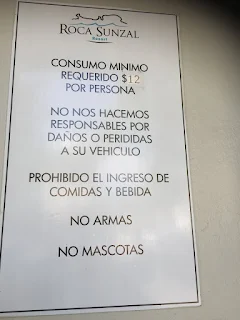 ROCA SUNZAL
RESORT
CONSUMO MINIMO
REQUERIDO $12
POR PERSONA
NO NOS HACEMOS
RESPONSABLES POR
DAÑOS O PERIDIDAS
A SU VEHICULO
PROHIBIDO EL INGRESO DE
COMIDAS Y BEBIDA
NO ARMAS
NO MASCOTAS